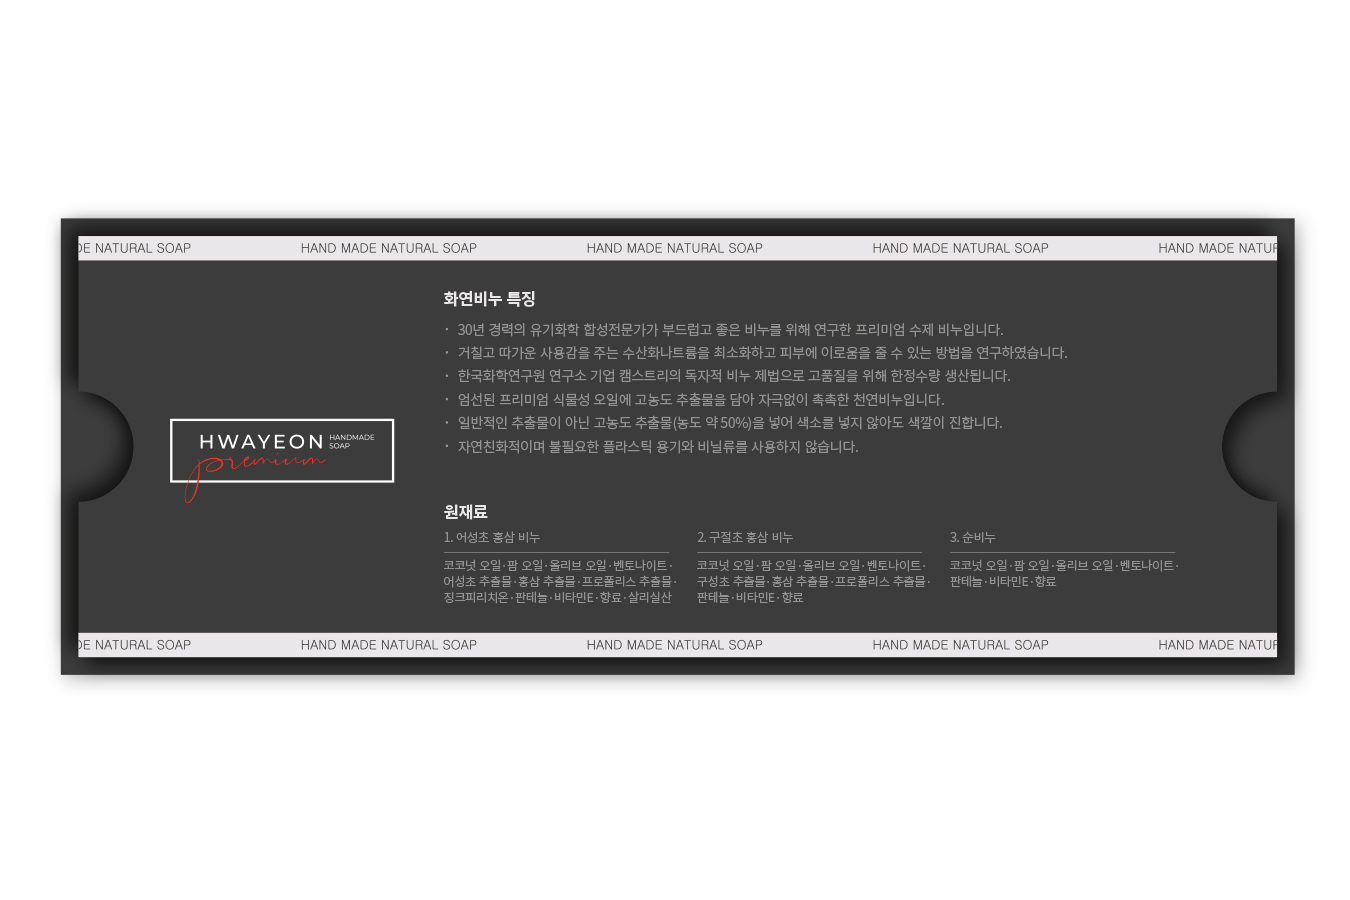 DE NATURAL SOAP HAND MADE NATURAL SOAP HAND MADE NATURAL SOAP HAND MADE NATURAL SOAP HAND MADE NATUR
HWAYEON HANDMADE SOAP
premium
화연비누 특징
· 30년 경력의 유기화학 합성전문가가 부드럽고 좋은 비누를 위해 연구한 프리미엄 수제 비누입니다.
· 거칠고 따가운 사용감을 주는 수산화나트륨을 최소화하고 피부에 이로움을 줄 수 있는 방법을 연구하였습니다.
· 한국화학연구원 연구소 기업 캠스트리의 독자적 비누 제법으로 고품질을 위해 한정수량 생산됩니다.
· 엄선된 프리미엄 식물성 오일에 고농도 추출물을 담아 자극없이 촉촉한 천연비누입니다.
· 일반적인 추출물이 아닌 고농도 추출물(농도 약 50%)을 넣어 색소를 넣지 않아도 색깔이 진합니다.
· 자연친화적이며 불필요한 플라스틱 용기와 비닐류를 사용하지 않습니다.
원재료
1. 어성초 홍삼 비누
코코넛 오일·팜 오일·올리브 오일·벤토나이트·
어성초 추출물·홍삼 추출물·프로폴리스 추출물·
징크피리치온·판테놀·비타민E·향료·살리실산
2. 구절초 홍삼 비누
코코넛 오일·팜 오일·올리브 오일·벤토나이트·
구성초 추출물·홍삼 추출물·프로폴리스 추출물·
판테놀·비타민E·향료
3. 순비누
코코넛 오일·팜 오일·올리브 오일·벤토나이트·
판테놀·비타민E·향료
DE NATURAL SOAP HAND MADE NATURAL SOAP HAND MADE NATURAL SOAP HAND MADE NATURAL SOAP HAND MADE NATUR